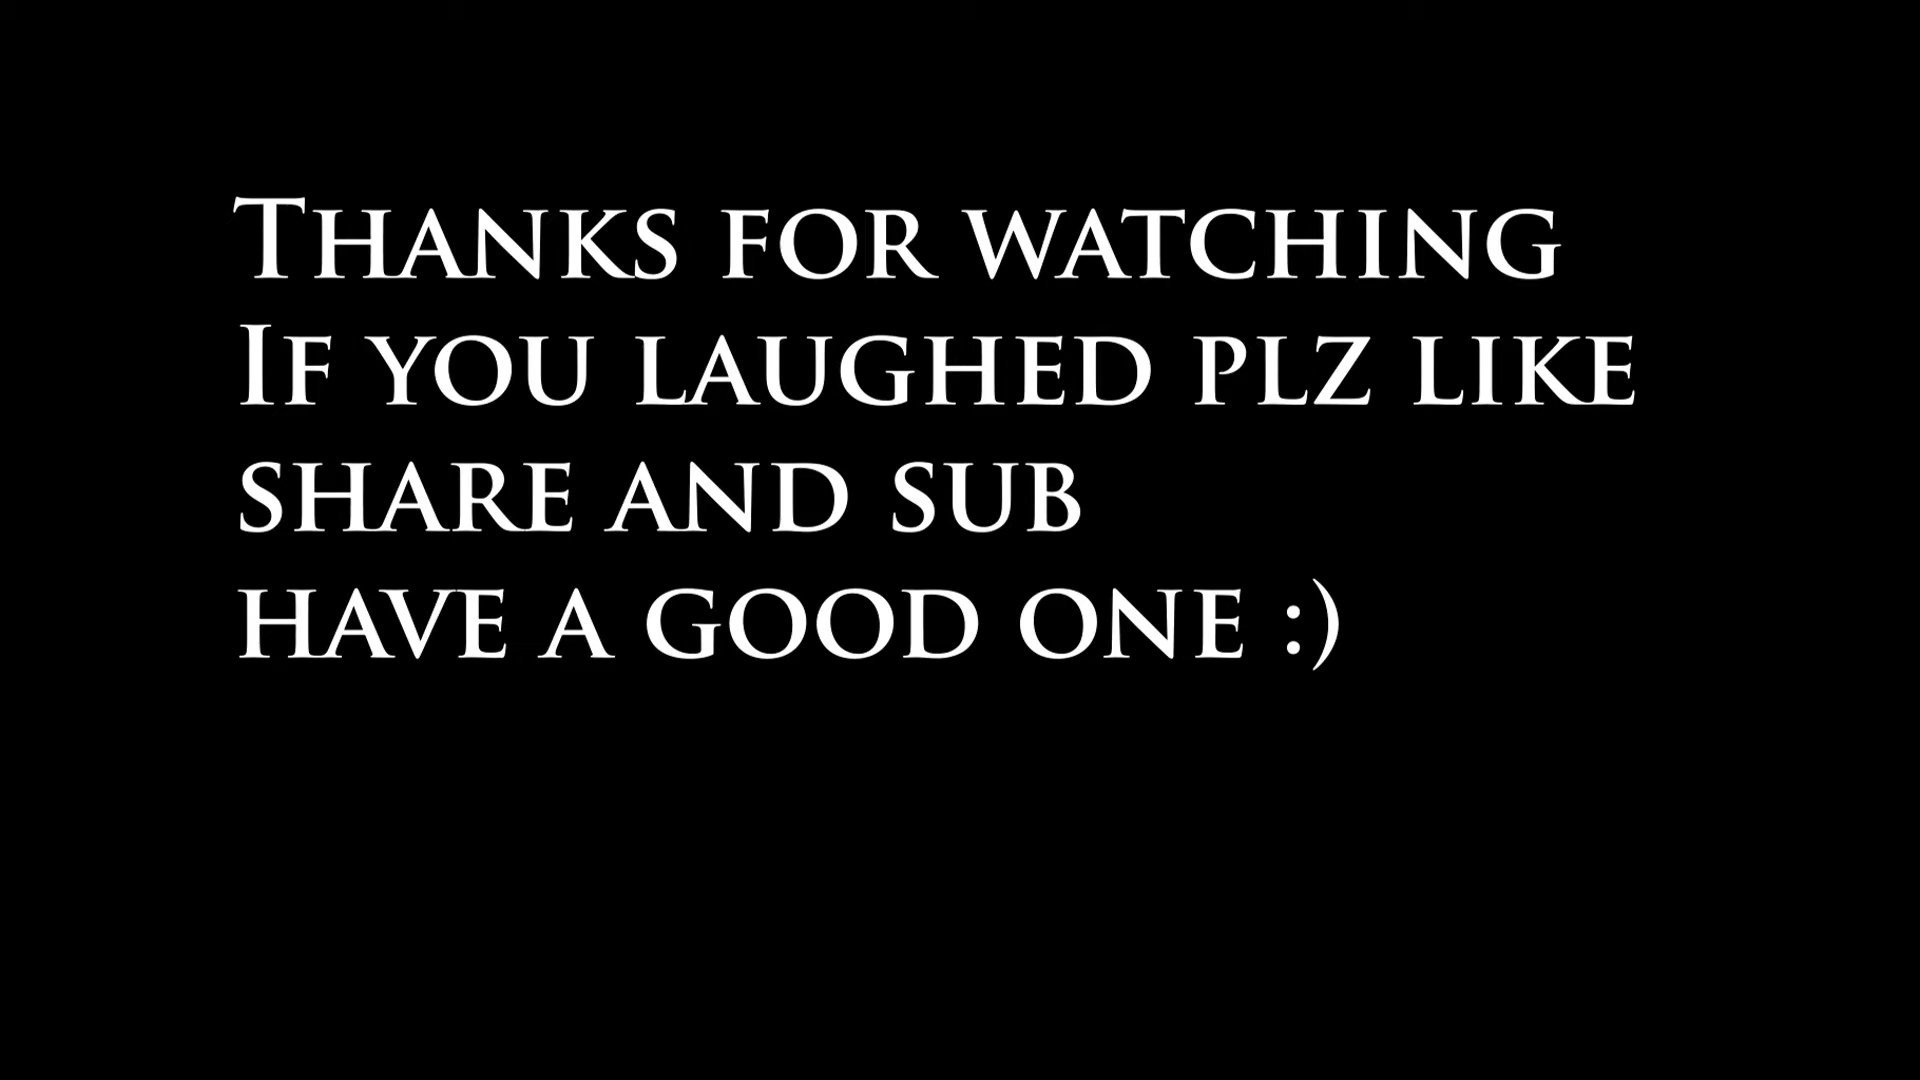 Thanks for watching
If you laughed plz like
share and sub
have a good one :)